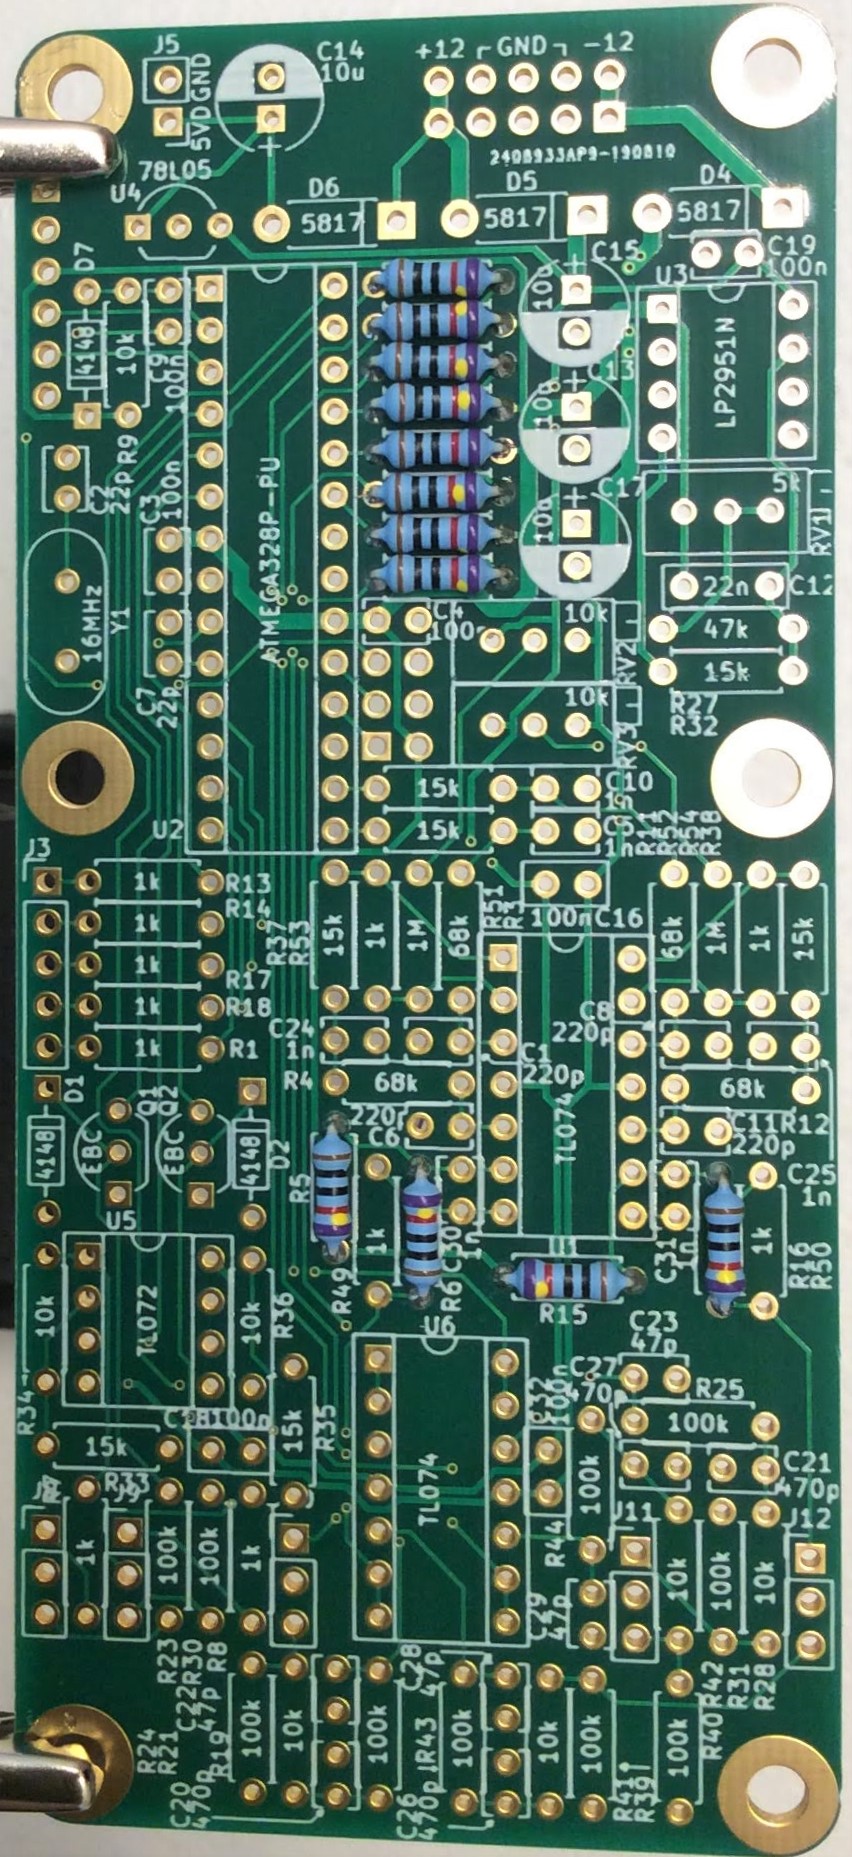 J5
C14
10u
+12 GND -12
GND
5VD
2408933AP9-190810
78L05
U4
D6
5817
D5
5817
D4
5817
C15
10u
C19
100n
U3
LP2951N
D7
4148
10k
C9
100n
R9
C13
10u
C2
22p
C3
100n
ATMEGA328P-PU
C17
10u
5k
RV1
22n
C12
47k
15k
R27
R32
16MHz
Y1
C7
22p
C4
10k
RV2
10k
RV3
15k
C10
15k
1n
U2
J3
1k
R13
R14
1k
1k
R17
1k
R18
1k
R1
R37
R53
15k
1k
1M
68k
R51
100n
C16
R38
68k
1M
1k
15k
C24
1n
C8
220p
C1
220p
R4
68k
68k
D1
Q1
Q2
4148
EBC
EBC
4148
D2
C6
TL074
C11
R12
220p
R5
C25
1n
U5
1k
C30
1n
R49
R6
R15
C31
1n
1k
R16
R50
10k
TL072
10k
R36
U6
C23
47p
R34
C32
100n
C27
470p
R25
100k
15k
100n
15k
R35
TL074
100k
C21
470p
R33
J11
J12
1k
100k
100k
1k
R44
10k
100k
10k
C29
47p
R23
R30
R8
C28
47p
R42
R31
R28
R24
R21
C22
47p
R19
100k
10k
100k
R43
100k
10k
100k
100k
R40
C20
470p
C26
470p
R41
R39